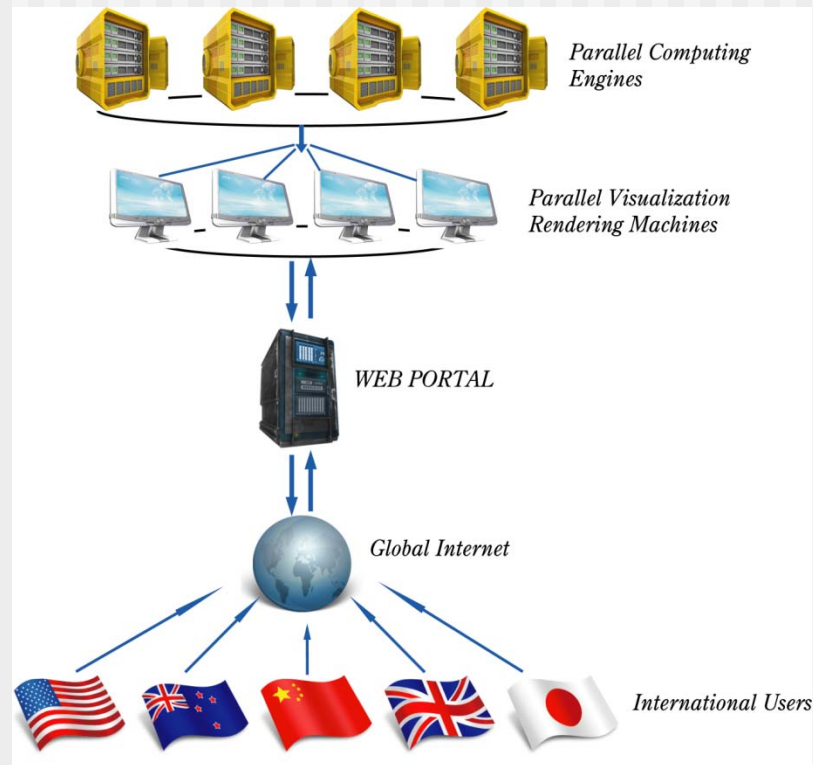 Parallel Computing
Engines
Parallel Visualization
Rendering Machines
WEB PORTAL
Global Internet
International Users